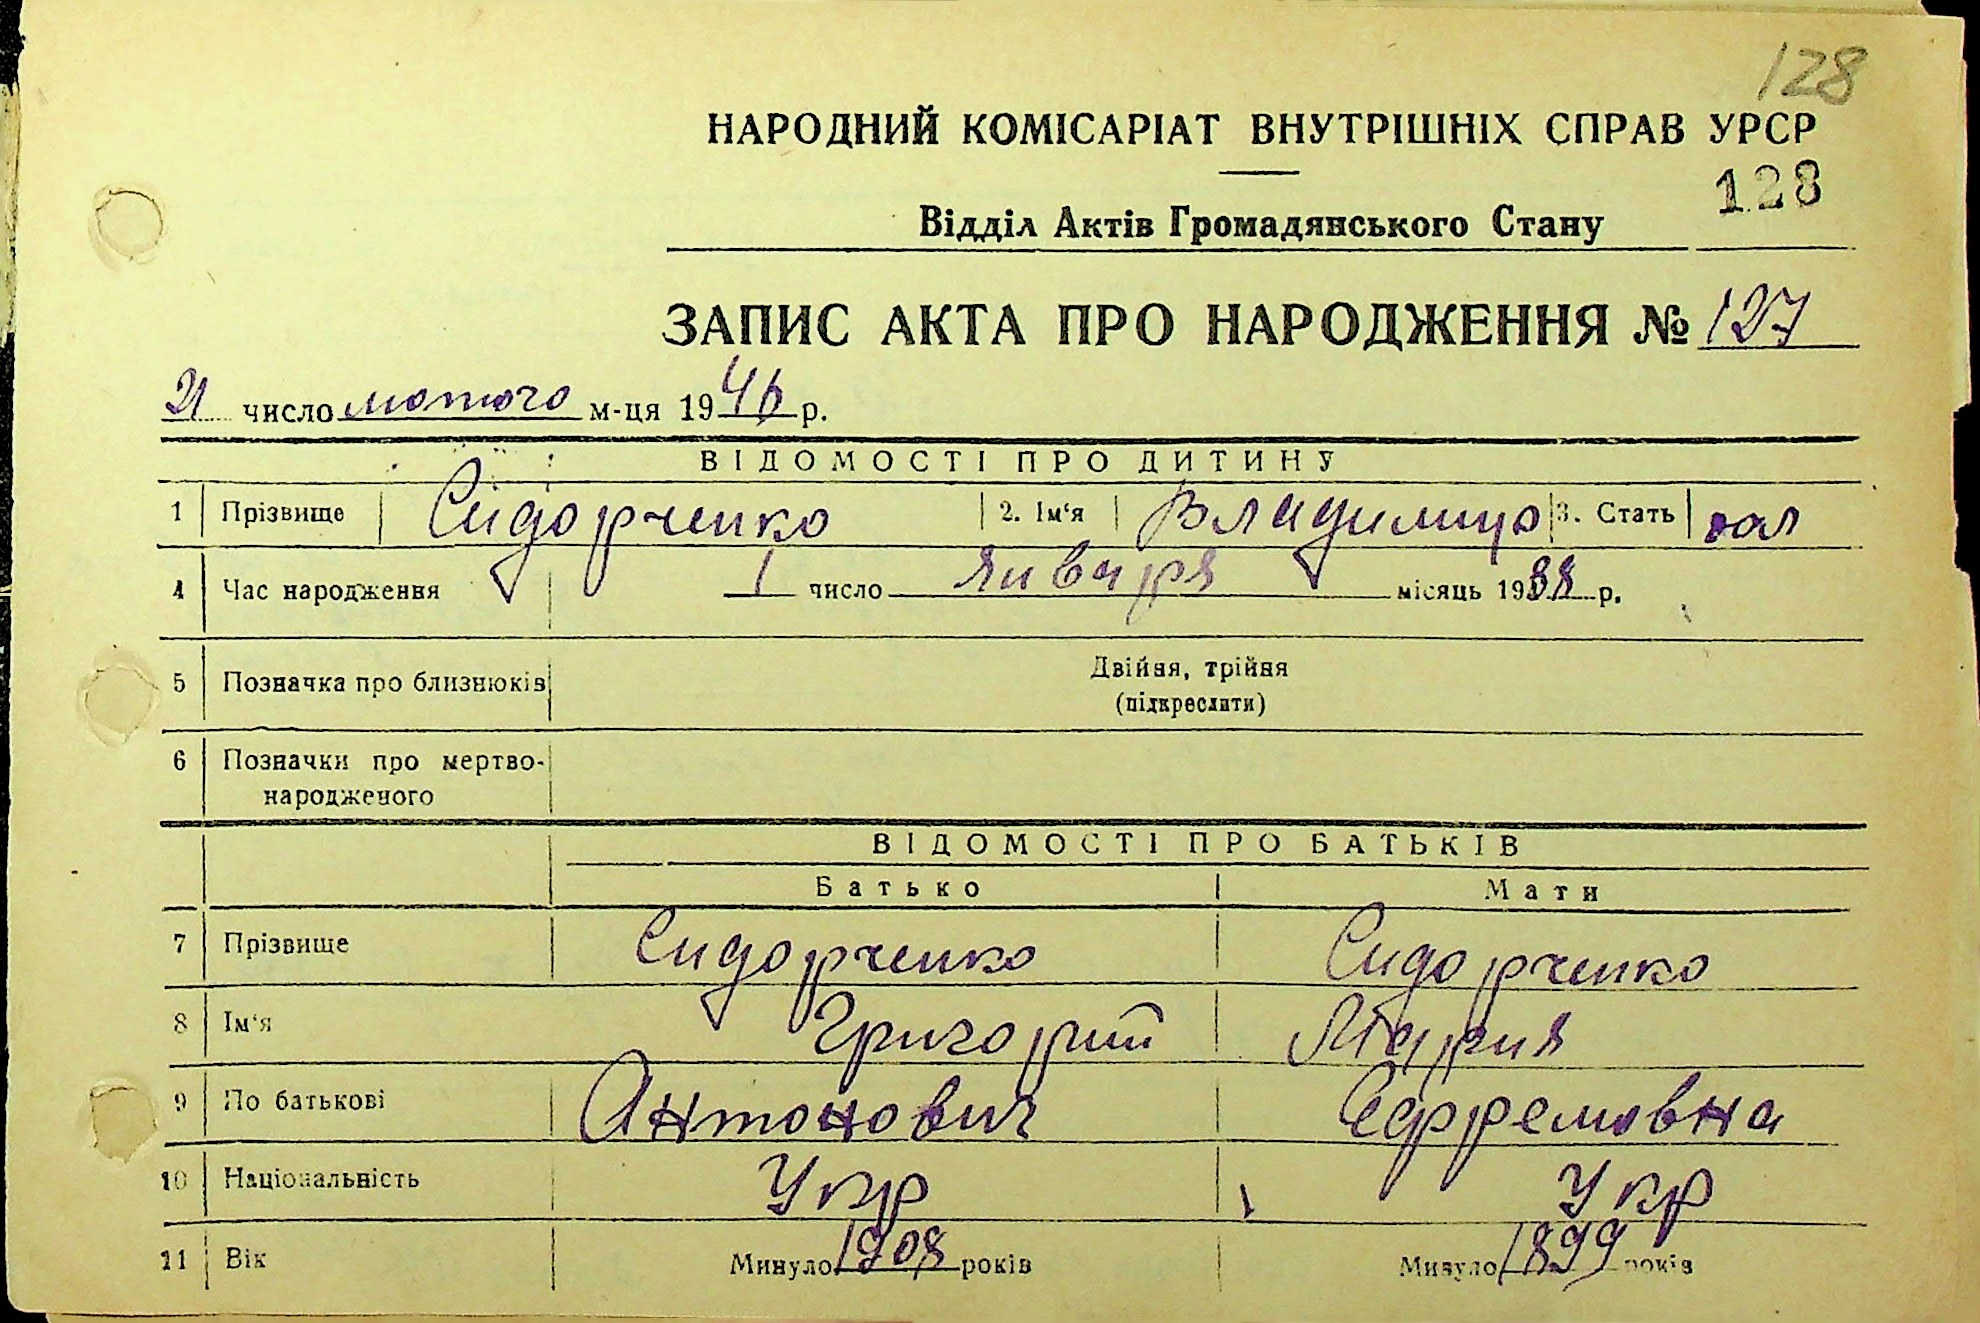 128
НАРОДНИЙ КОМІСАРІАТ ВНУТРІШНІХ СПРАВ УРСР
128
Відділ Актів Громадянського Стану
ЗАПИС АКТА ПРО НАРОДЖЕННЯ № 127
21 число лютого м-ця 1946 р.
ВІДОМОСТІ ПРО ДИТИНУ
1 Прізвище Сидорченко 2. Ім'я Владимир 3. Стать
4 Час народження 1 число января місяць 1938 р.
5 Позначка про близнюків Двійня, трійня
(підкреслити)
6 Позначки про мертво-
народженого
ВІДОМОСТІ ПРО БАТЬКІВ
Батько Мати
7 Прізвище Сидорченко Сидорченко
8 Ім'я Григорий Мария
9 По батькові Антонович Еффремовна
10 Національність Укр Укр
11 Вік Минуло 1908 років Минуло 1899 років